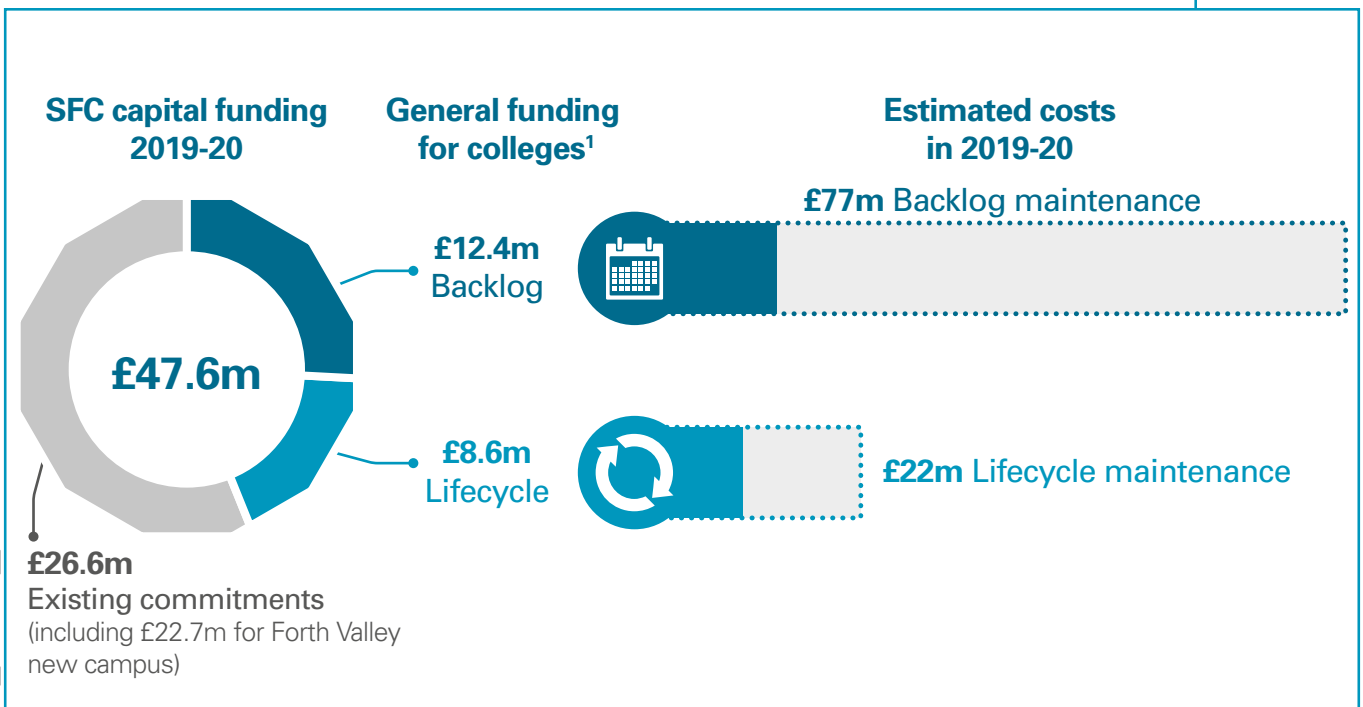 SFC capital funding
2019-20
General funding
for colleges¹
Estimated costs
in 2019-20
£77m Backlog maintenance
£12.4m
Backlog
£47.6m
£8.6m
Lifecycle
£22m Lifecycle maintenance
£26.6m
Existing commitments
(including £22.7m for Forth Valley
new campus)